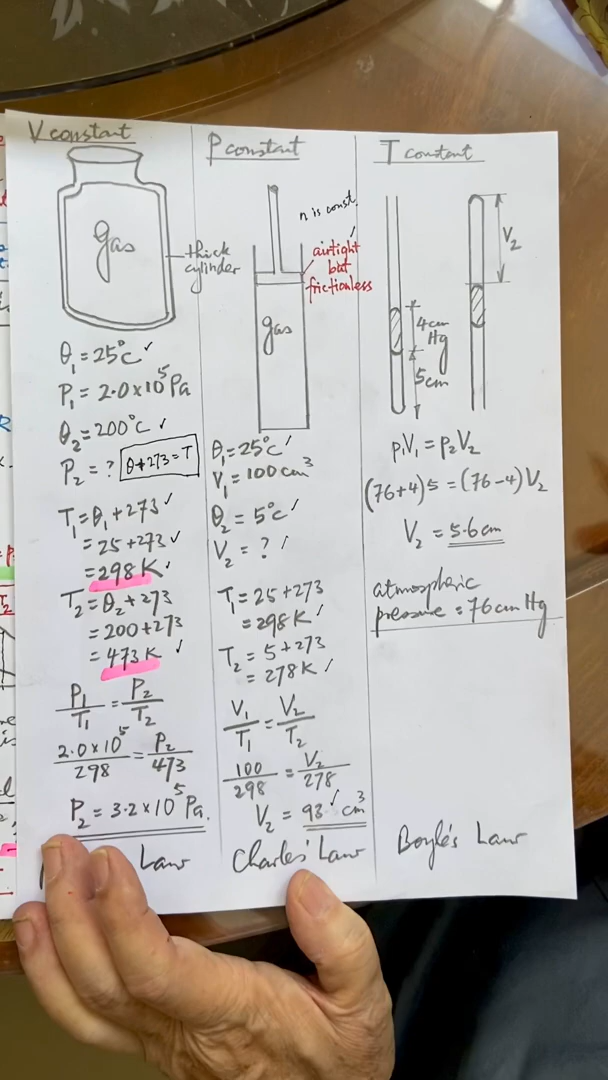 V constant
gas
thick
cylinder
θ₁ = 25°C ✓
P₁ = 2.0 × 10⁵ Pa
θ₂ = 200°C ✓
P₂ = ?
θ + 273 = T
T₁ = θ₁ + 273 ✓
= 25 + 273 ✓
= 298 K ✓
T₂ = θ₂ + 273
= 200 + 273
= 473 K ✓
P₁/T₁ = P₂/T₂
2.0 × 10⁵/298 = P₂/473
P₂ = 3.2 × 10⁵ Pa.
Law
P constant
n is const.
airtight
but
frictionless
gas
θ₁ = 25°C ✓
V₁ = 100 cm³
θ₂ = 5°C ✓
V₂ = ?
T₁ = 25 + 273
= 298 K
T₂ = 5 + 273
= 278 K
V₁/T₁ = V₂/T₂
100/298 = V₂/278
V₂ = 93 cm³
Charles' Law
T constant
V₂
4cm
Hg
5cm
P₁V₁ = P₂V₂
(76+4)5 = (76-4)V₂
V₂ = 5.6 cm
atmospheric
pressure = 76 cm Hg
Boyle's Law